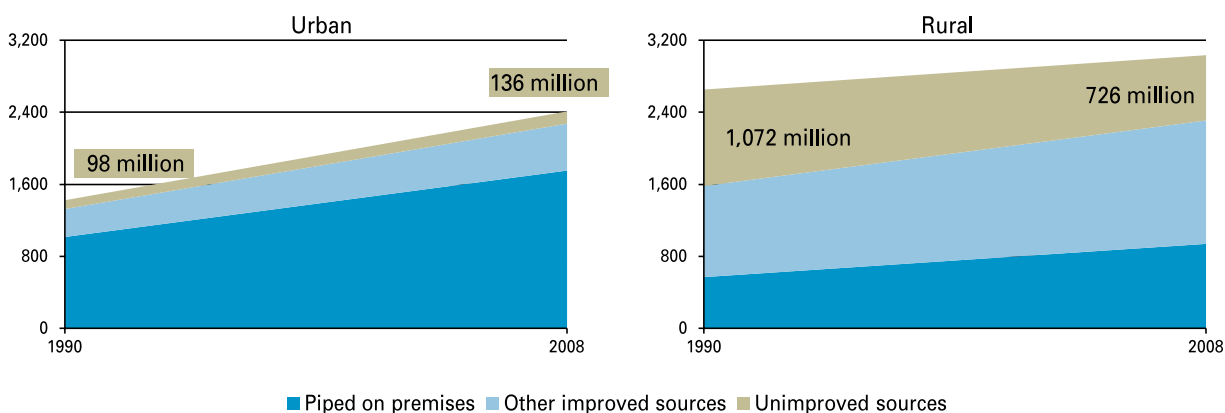 Urban
3,200
2,400
1,600
800
0
98 million
136 million
1990
2008
Rural
3,200
2,400
1,600
800
0
1,072 million
726 million
1990
2008
Piped on premises Other improved sources Unimproved sources